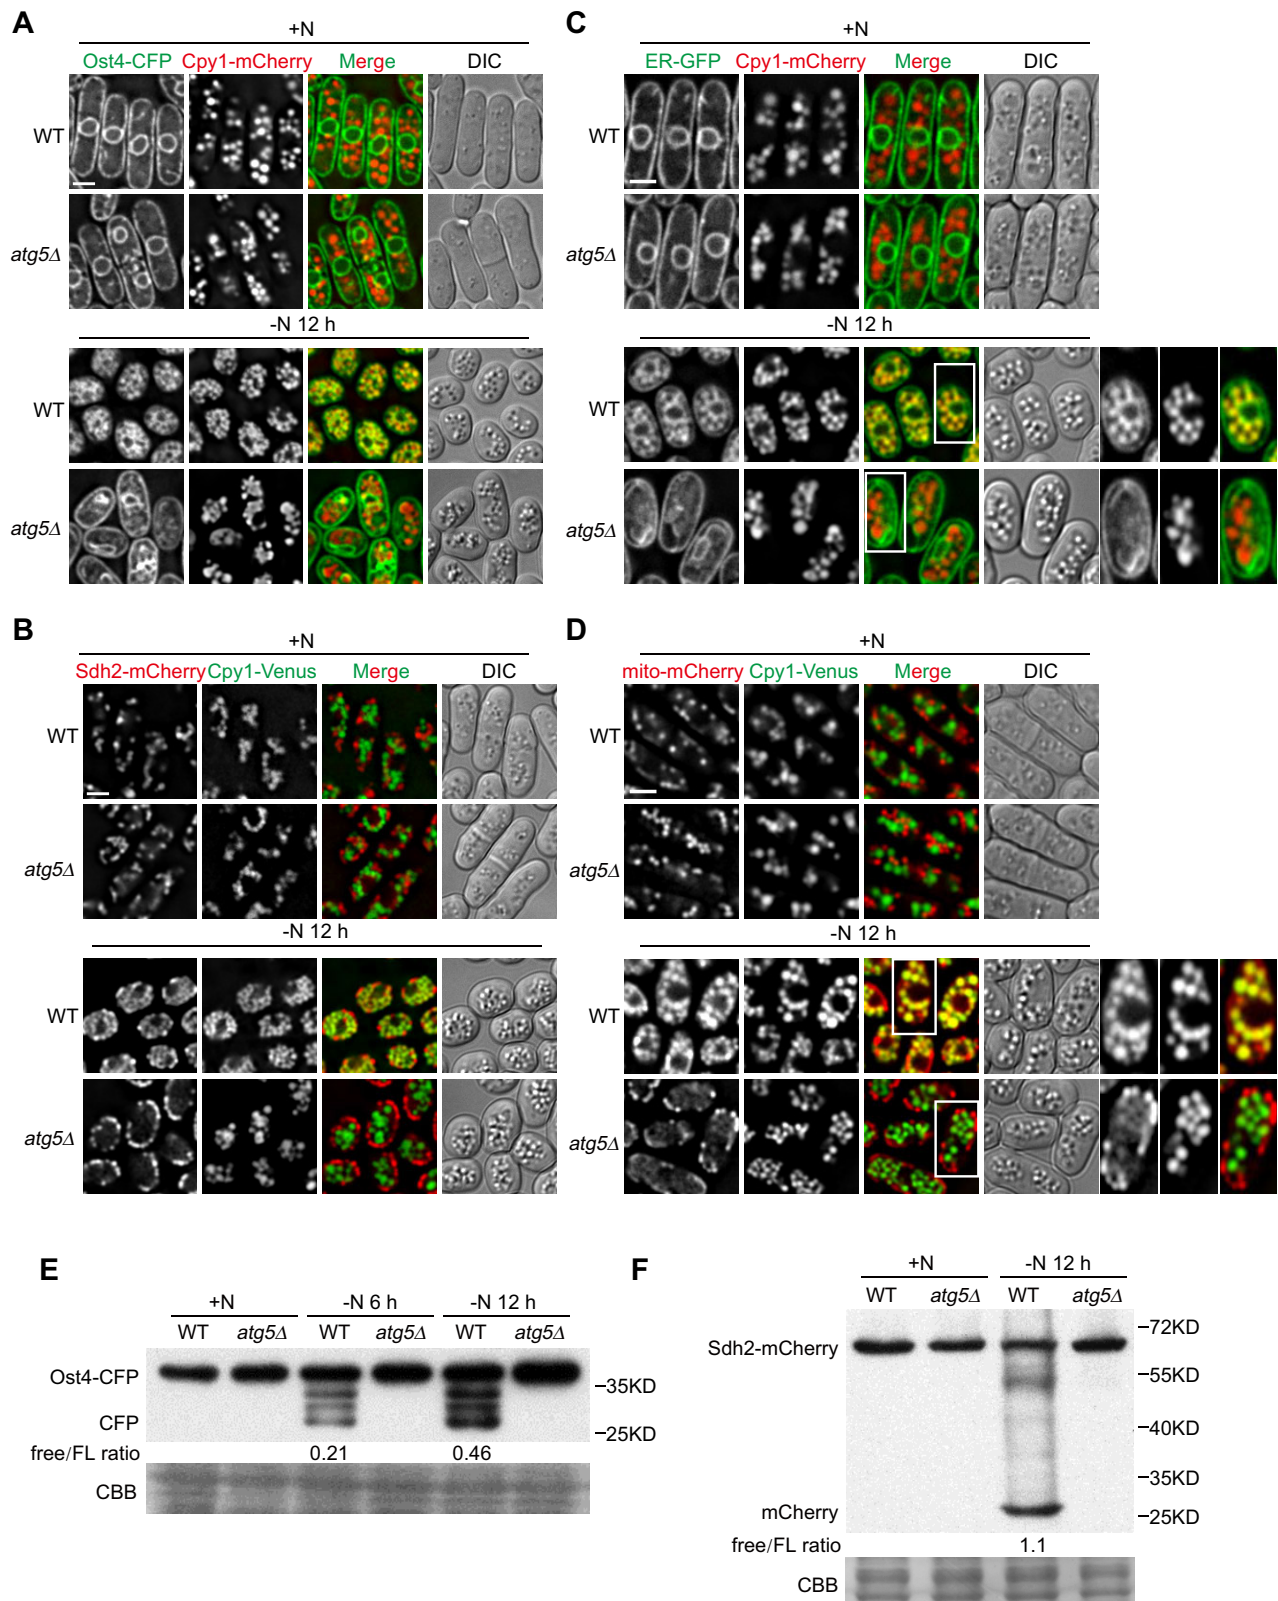 A
+N
Ost4-CFP Cpy1-mCherry Merge DIC
WT
atg5Δ
-N 12 h
WT
atg5Δ
C
+N
ER-GFP Cpy1-mCherry Merge DIC
WT
atg5Δ
-N 12 h
WT
atg5Δ
B
+N
Sdh2-mCherry Cpy1-Venus Merge DIC
WT
atg5Δ
-N 12 h
WT
atg5Δ
D
+N
mito-mCherry Cpy1-Venus Merge DIC
WT
atg5Δ
-N 12 h
WT
atg5Δ
E
+N -N 6 h -N 12 h
WT atg5Δ WT atg5Δ WT atg5Δ
Ost4-CFP
–35KD
CFP
–25KD
free/FL ratio 0.21 0.46
CBB
F
+N -N 12 h
WT atg5Δ WT atg5Δ
–72KD
Sdh2-mCherry
–55KD
–40KD
–35KD
mCherry
–25KD
free/FL ratio 1.1
CBB